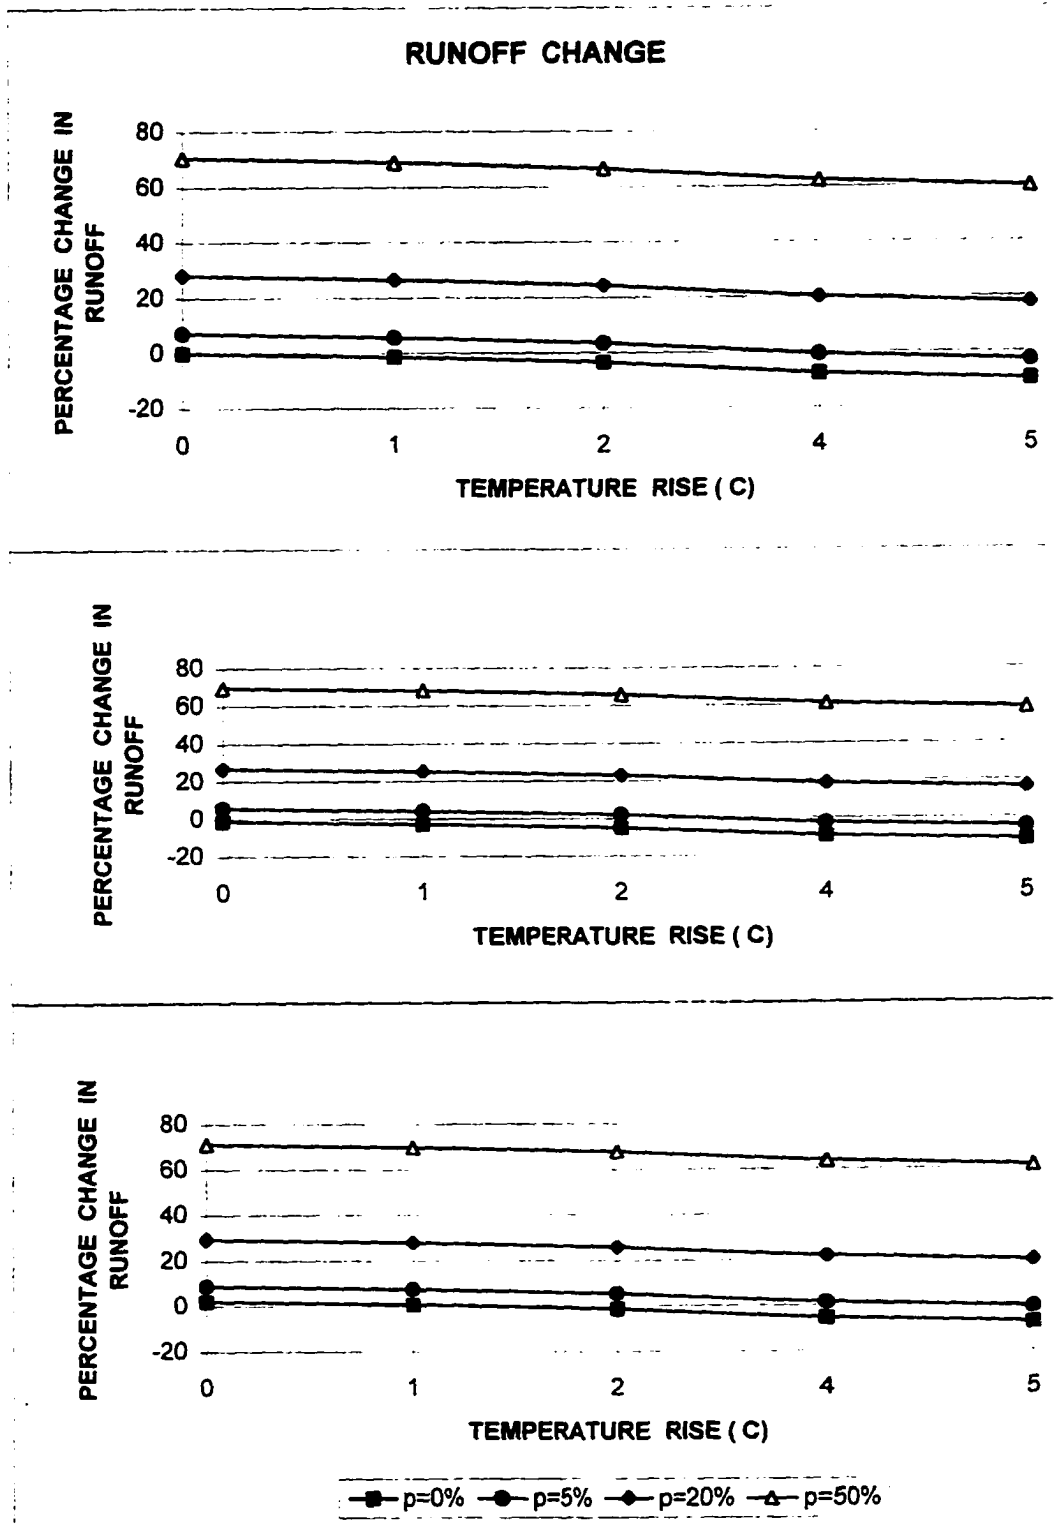 RUNOFF CHANGE
PERCENTAGE CHANGE IN
RUNOFF
80
60
40
20
0
-20
0 1 2 4 5
TEMPERATURE RISE ( C)
PERCENTAGE CHANGE IN
RUNOFF
80
60
40
20
0
-20
0 1 2 4 5
TEMPERATURE RISE ( C)
PERCENTAGE CHANGE IN
RUNOFF
80
60
40
20
0
-20
0 1 2 4 5
TEMPERATURE RISE ( C)
p=0% p=5% p=20% p=50%